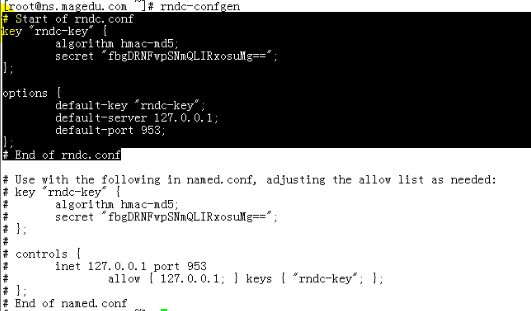 [root@ns.magedu.com ~]# rndc-confgen
# Start of rndc.conf
key "rndc-key" {
algorithm hmac-md5;
secret "fbgDRNFwpSNmQLIRxosuMg==";
};
options {
default-key "rndc-key";
default-server 127.0.0.1;
default-port 953;
};
# End of rndc.conf
# Use with the following in named.conf, adjusting the allow list as needed:
# key "rndc-key" {
# algorithm hmac-md5;
# secret "fbgDRNFwpSNmQLIRxosuMg==";
# };
#
# controls {
# inet 127.0.0.1 port 953
# allow { 127.0.0.1; } keys { "rndc-key"; };
# };
# End of named.conf